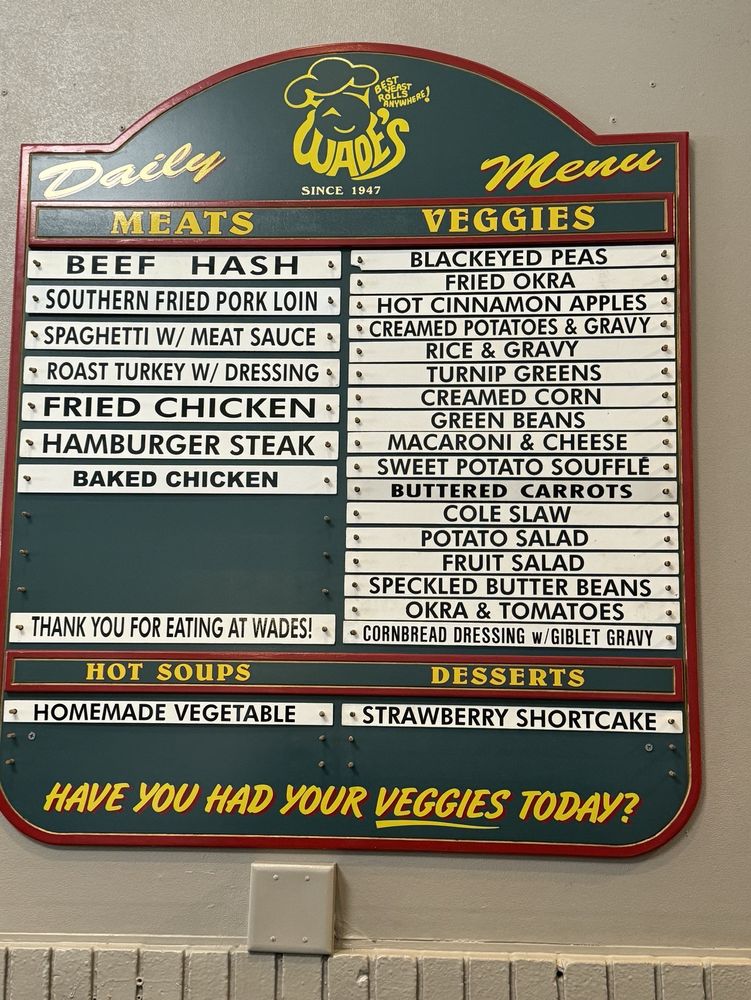 BEST
YEAST
ROLLS
ANYWHERE!
WADE'S
Daily Menu
SINCE 1947
MEATS
BEEF HASH
SOUTHERN FRIED PORK LOIN
SPAGHETTI W/ MEAT SAUCE
ROAST TURKEY W/ DRESSING
FRIED CHICKEN
HAMBURGER STEAK
BAKED CHICKEN
THANK YOU FOR EATING AT WADES!
VEGGIES
BLACKEYED PEAS
FRIED OKRA
HOT CINNAMON APPLES
CREAMED POTATOES & GRAVY
RICE & GRAVY
TURNIP GREENS
CREAMED CORN
GREEN BEANS
MACARONI & CHEESE
SWEET POTATO SOUFFLÉ
BUTTERED CARROTS
COLE SLAW
POTATO SALAD
FRUIT SALAD
SPECKLED BUTTER BEANS
OKRA & TOMATOES
CORNBREAD DRESSING w/GIBLET GRAVY
HOT SOUPS
HOMEMADE VEGETABLE
DESSERTS
STRAWBERRY SHORTCAKE
HAVE YOU HAD YOUR VEGGIES TODAY?